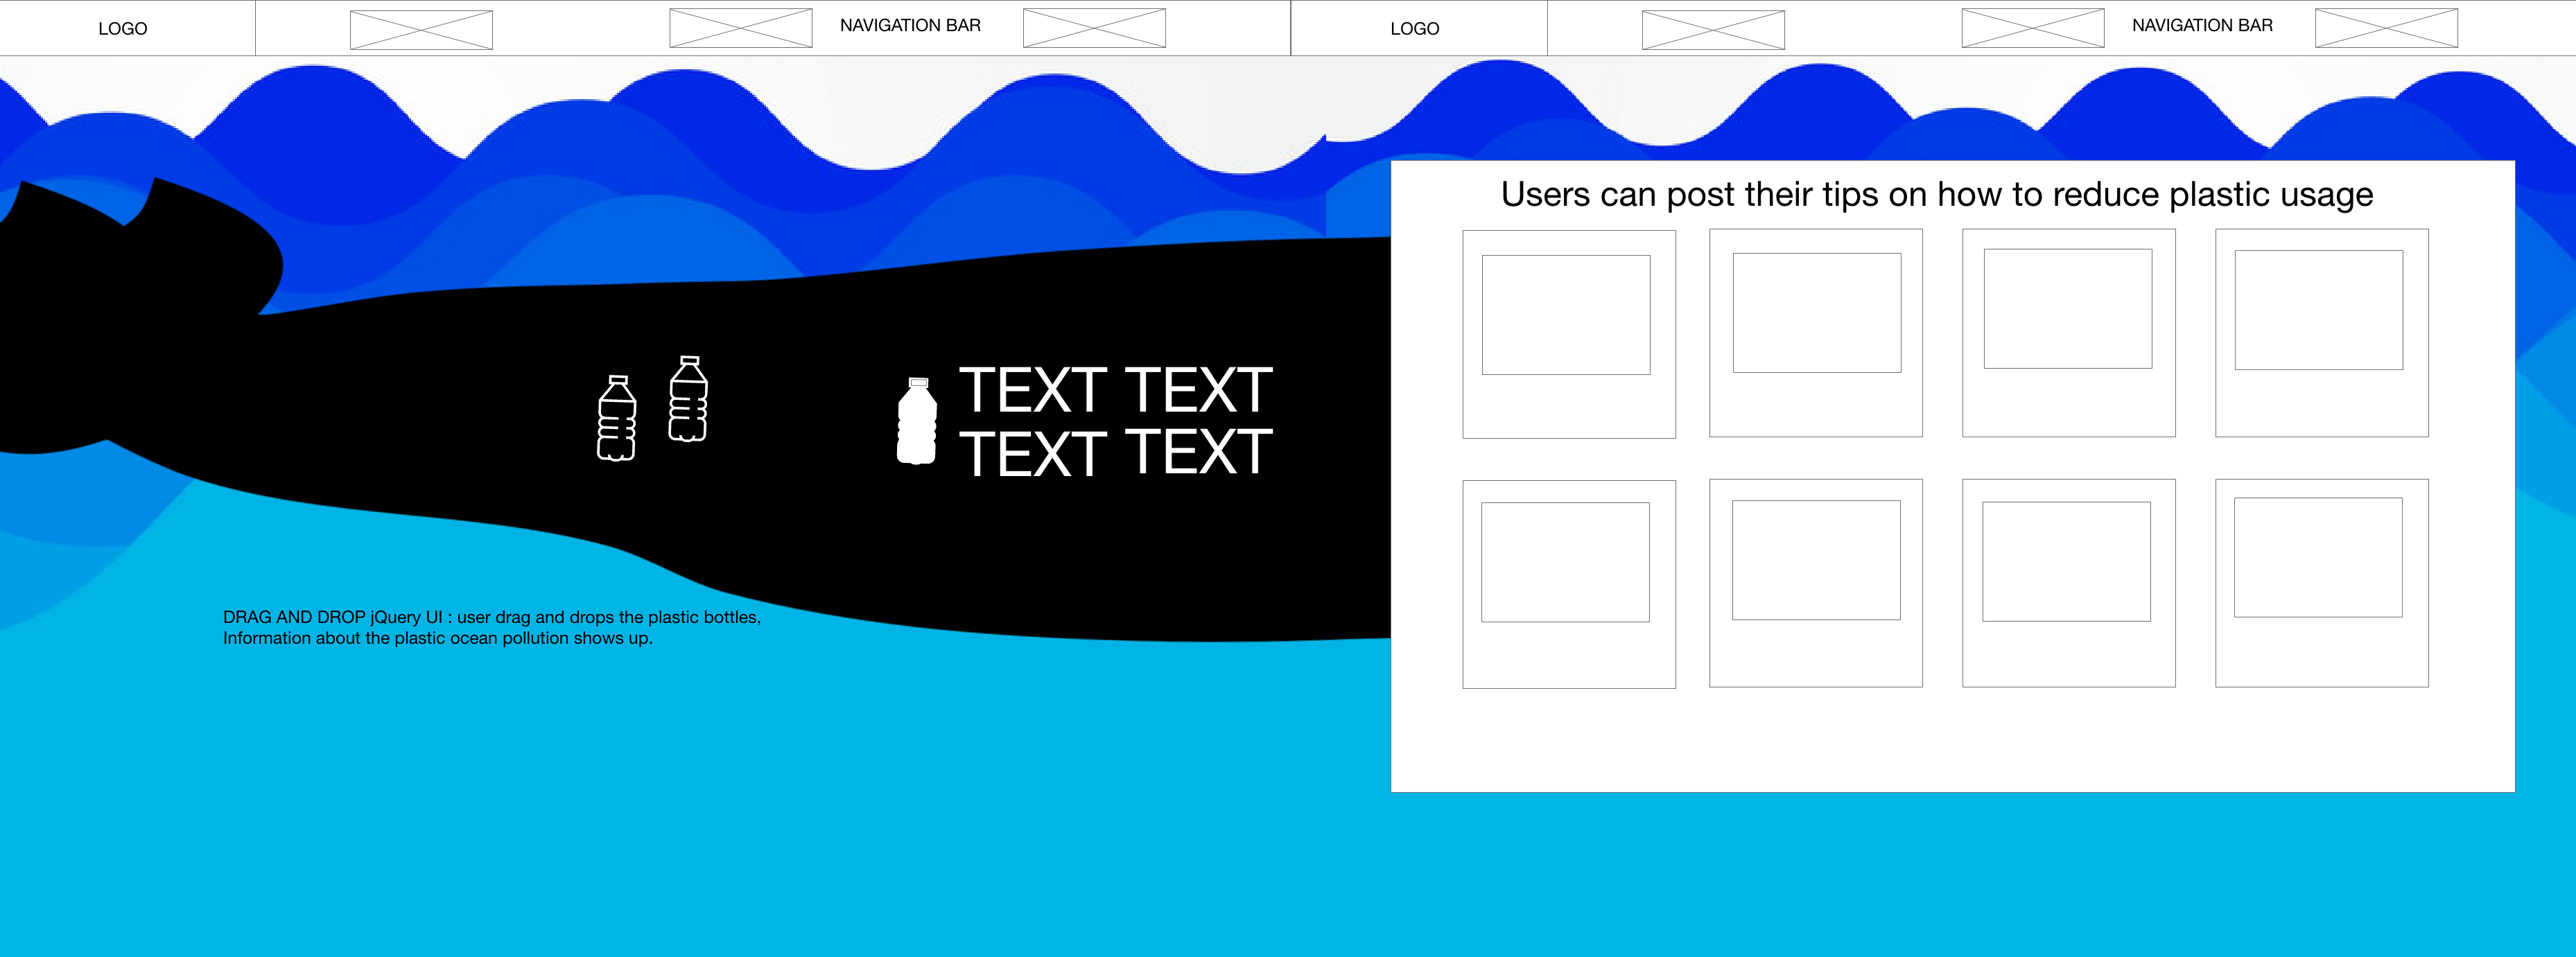 LOGO
NAVIGATION BAR
LOGO
NAVIGATION BAR
TEXT TEXT
TEXT TEXT
DRAG AND DROP jQuery UI : user drag and drops the plastic bottles,
Information about the plastic ocean pollution shows up.
Users can post their tips on how to reduce plastic usage